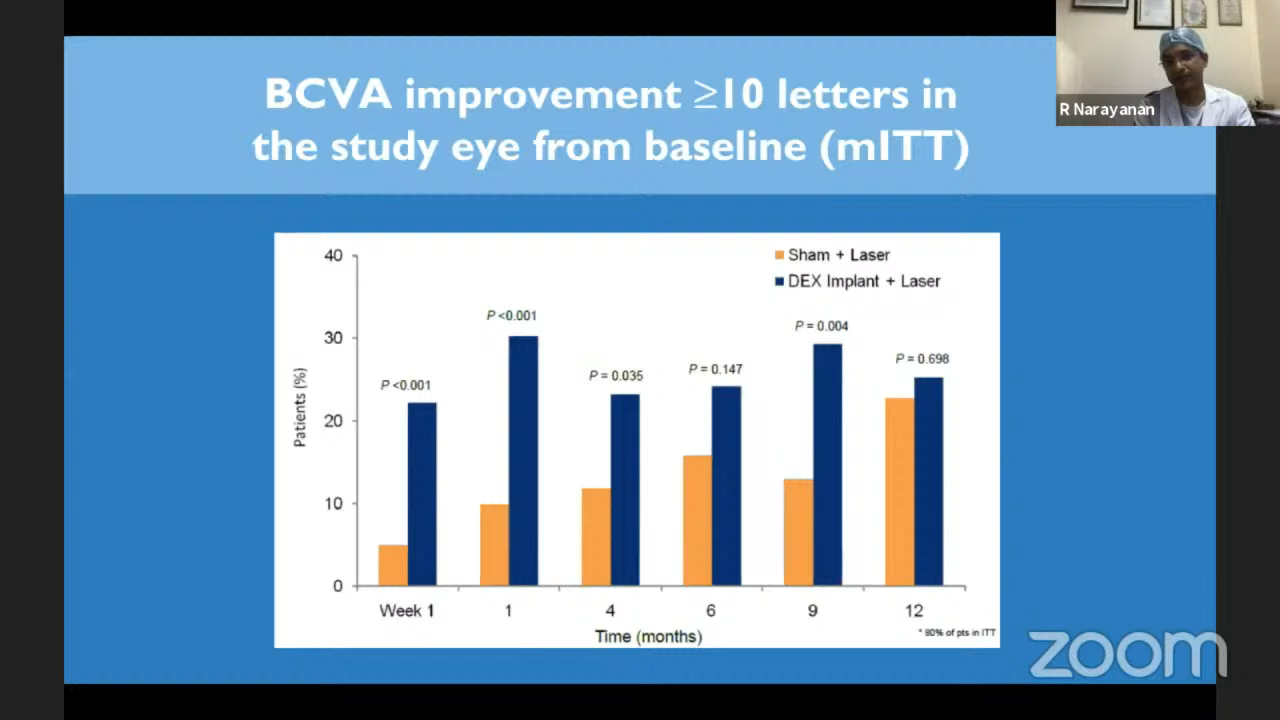 BCVA improvement ≥10 letters in
the study eye from baseline (mITT)
R Narayanan
Sham + Laser
DEX Implant + Laser
Patients (%)
40
30
20
10
0
P <0.001
P <0.001
P = 0.035
P = 0.147
P = 0.004
P = 0.698
Week 1
1
4
6
9
12
Time (months)
* 80% of pts in ITT
zoom